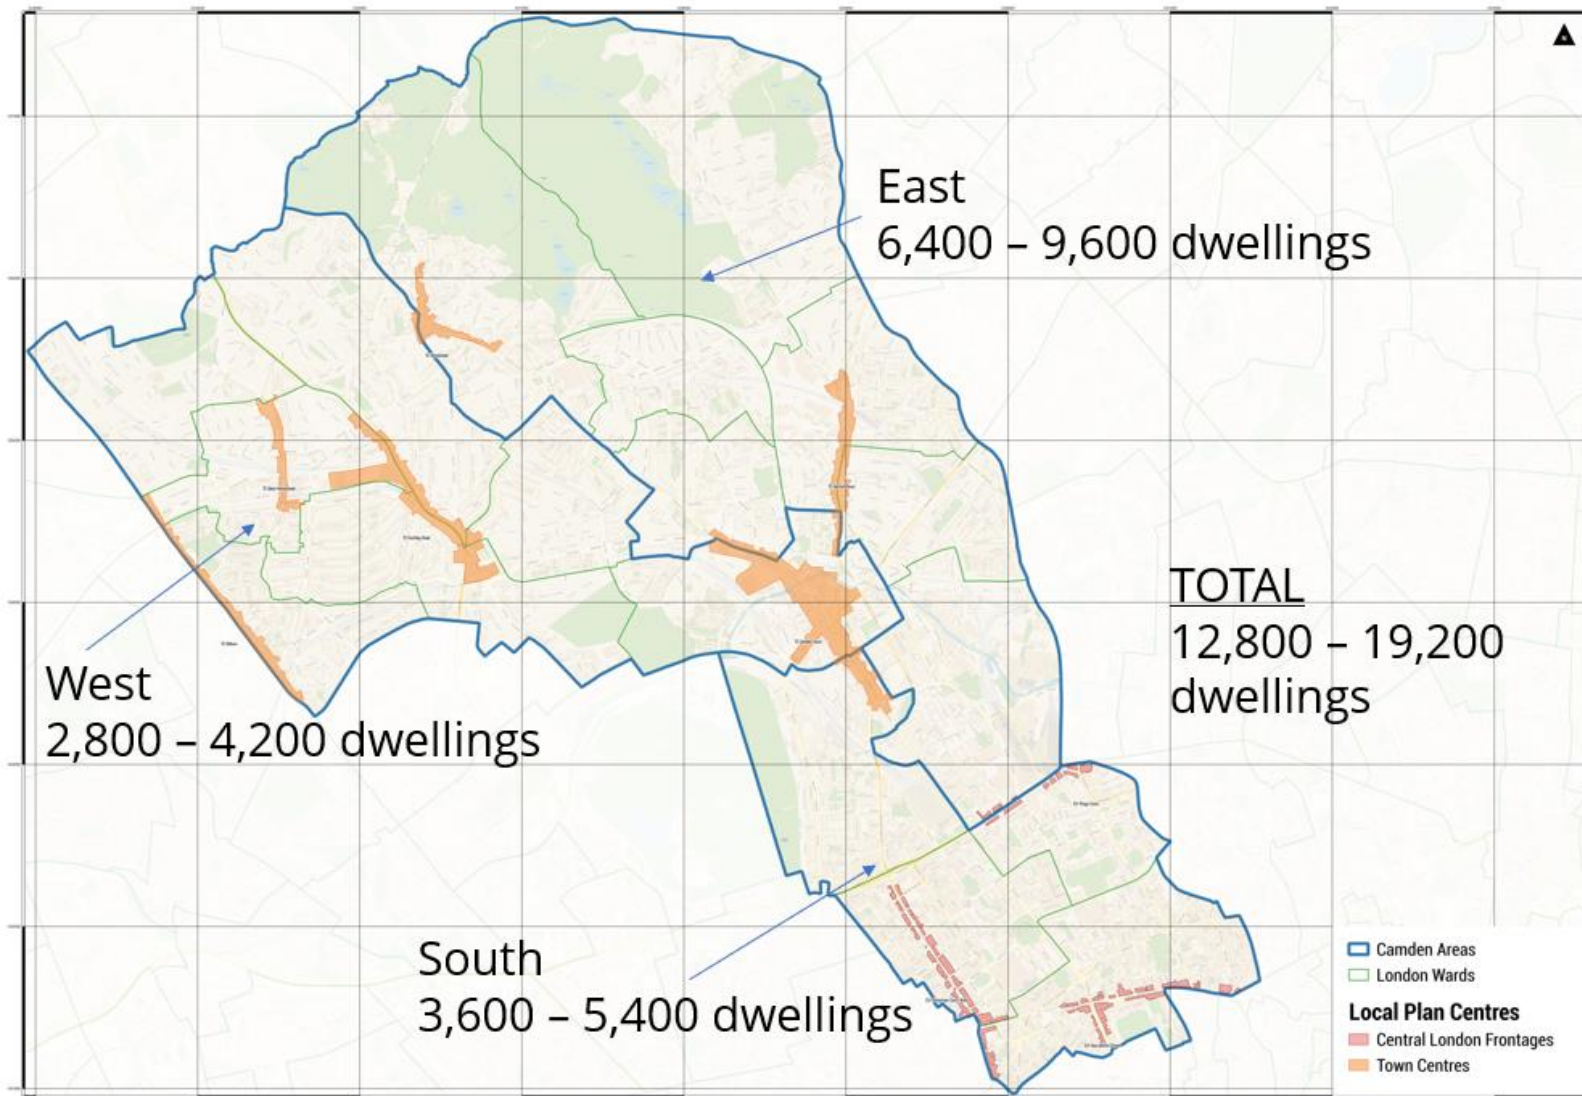 East
6,400 – 9,600 dwellings
TOTAL
12,800 – 19,200
dwellings
West
2,800 – 4,200 dwellings
South
3,600 – 5,400 dwellings
Camden Areas
London Wards
Local Plan Centres
Central London Frontages
Town Centres